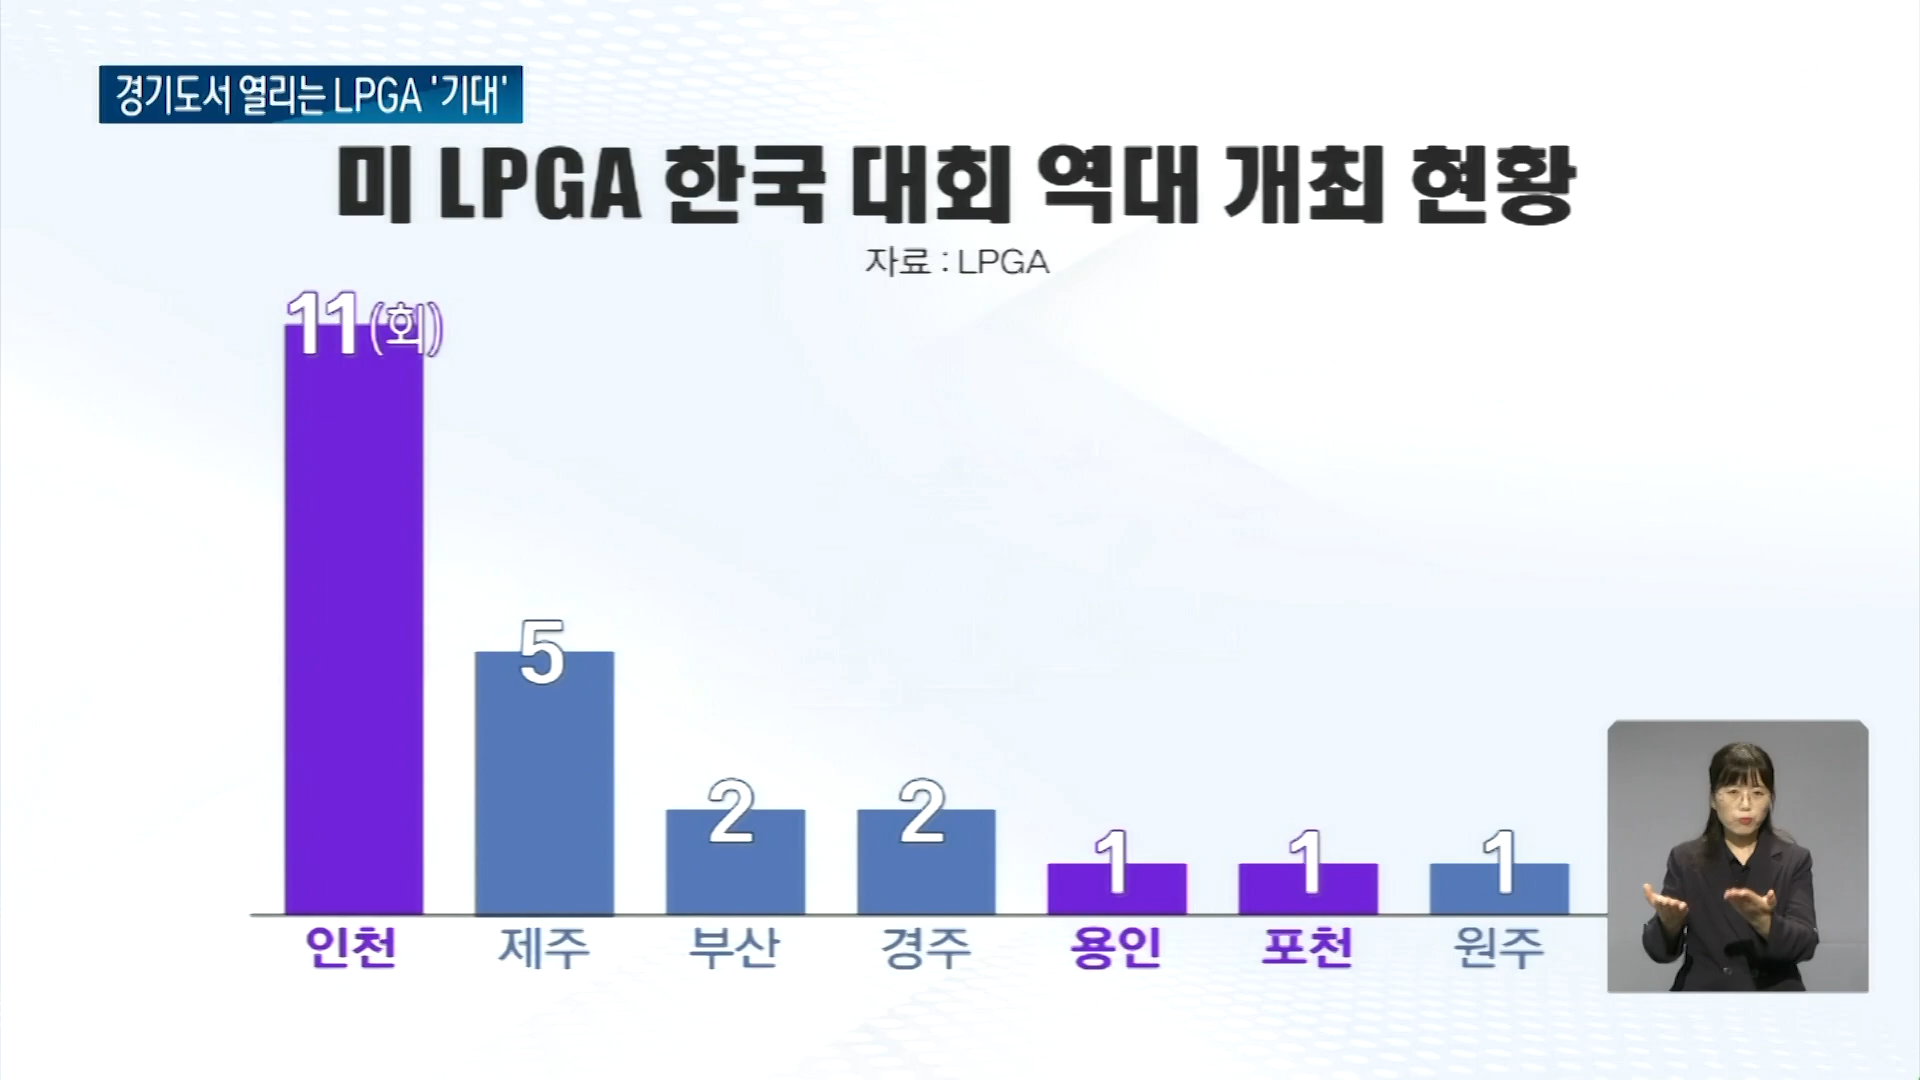 경기도서 열리는 LPGA '기대'
미 LPGA 한국 대회 역대 개최 현황
자료 : LPGA
11(회)
5
2
2
1
1
1
인천
제주
부산
경주
용인
포천
원주